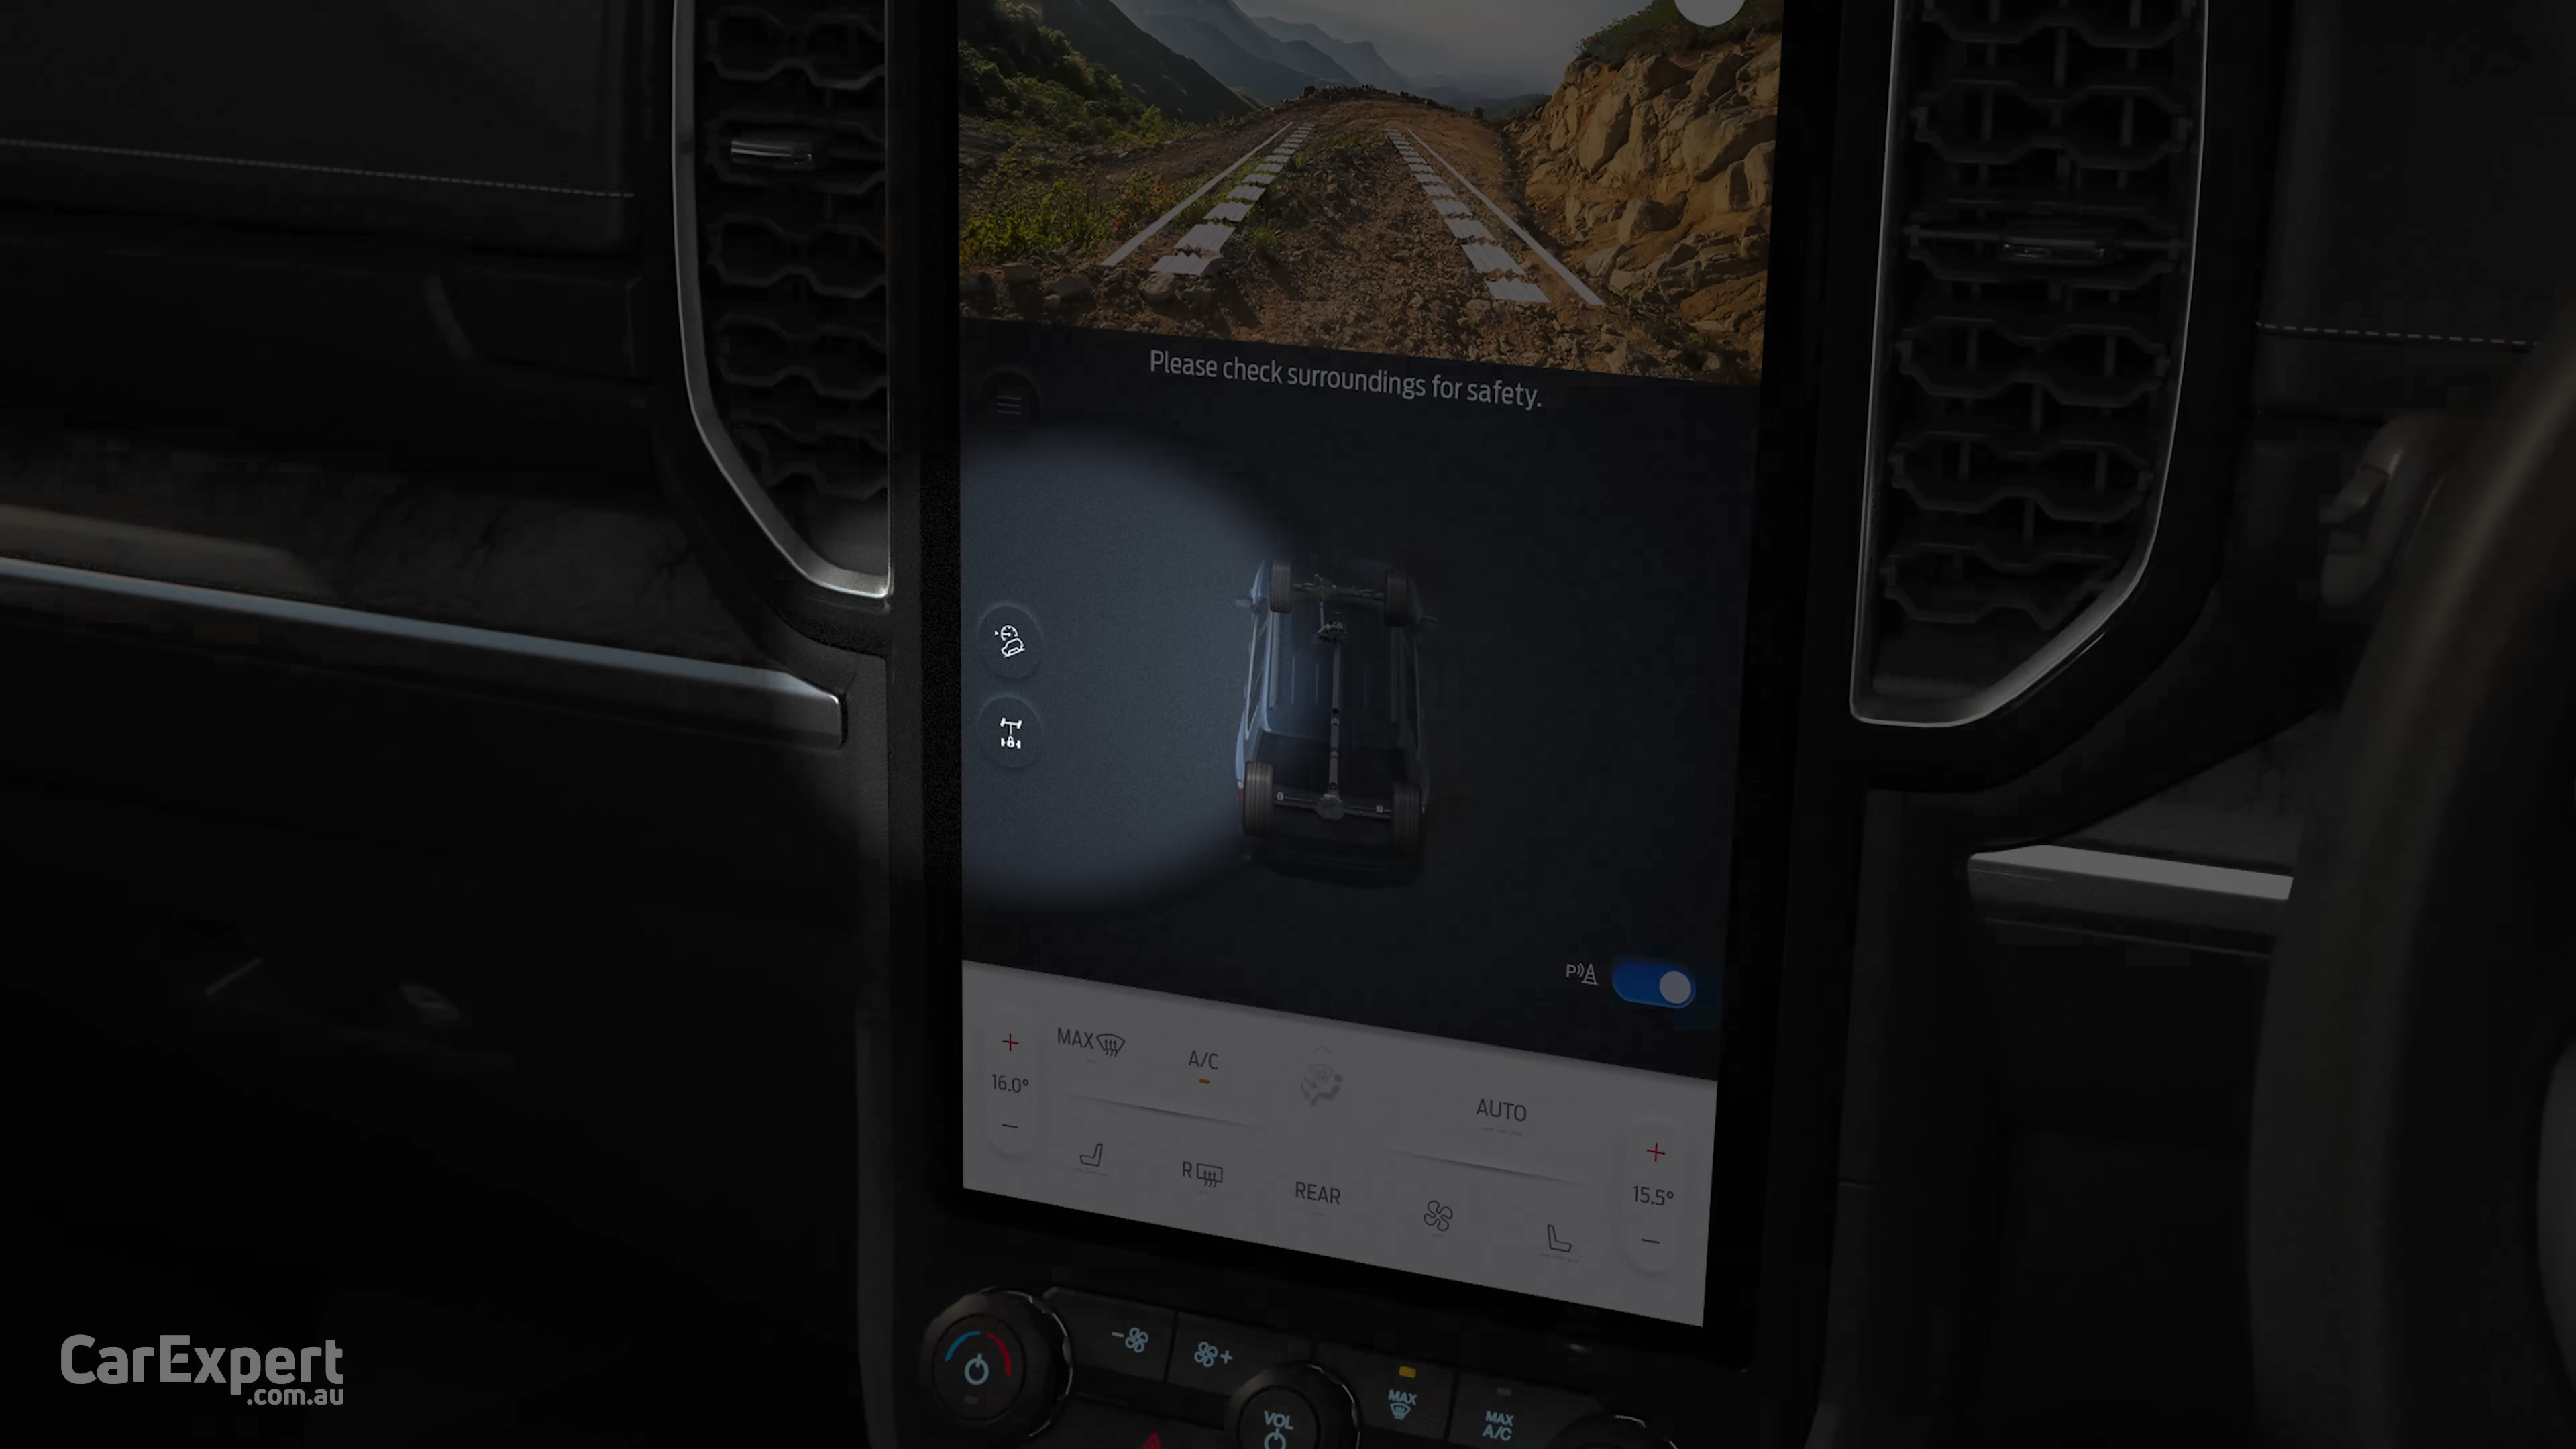 Please check surroundings for safety.
P
MAX
A/C
AUTO
16.0°
R
REAR
15.5°
VOL
MAX
MAX
A/C
CarExpert
.com.au